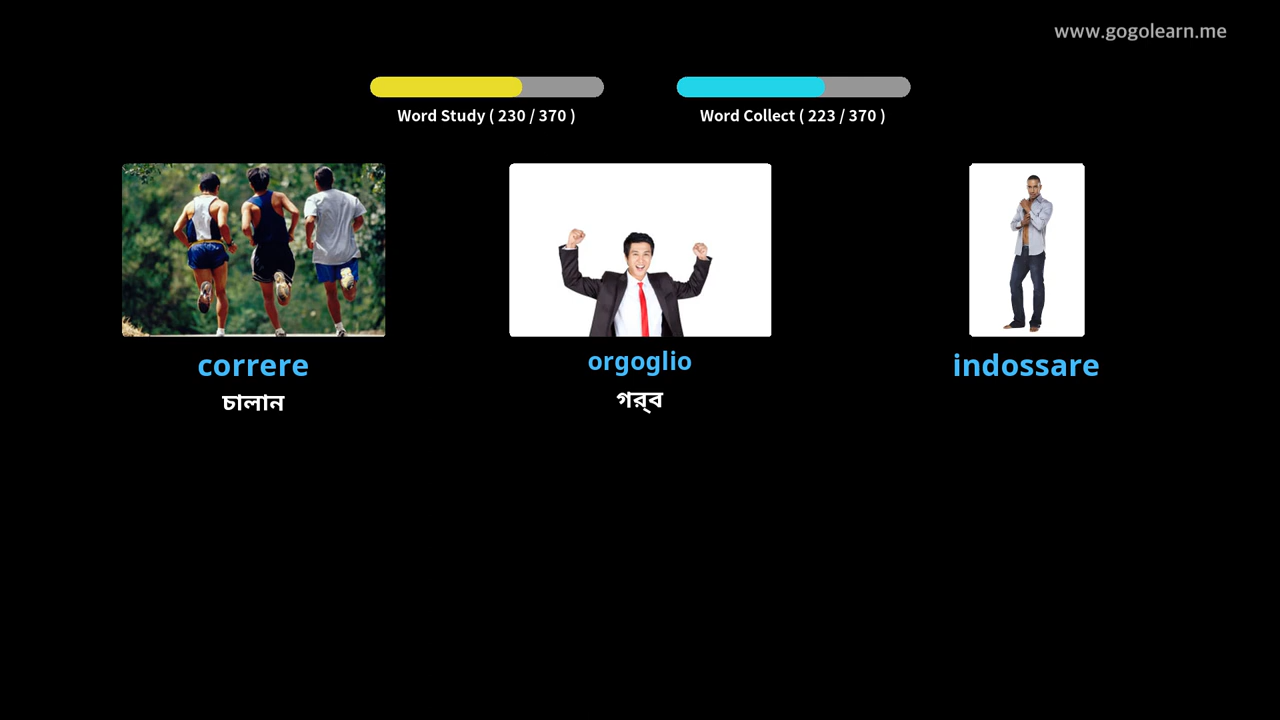 www.gogolearn.me
Word Study ( 230 / 370 )
Word Collect ( 223 / 370 )
correre
orgoglio
indossare
চালান
গর্ব